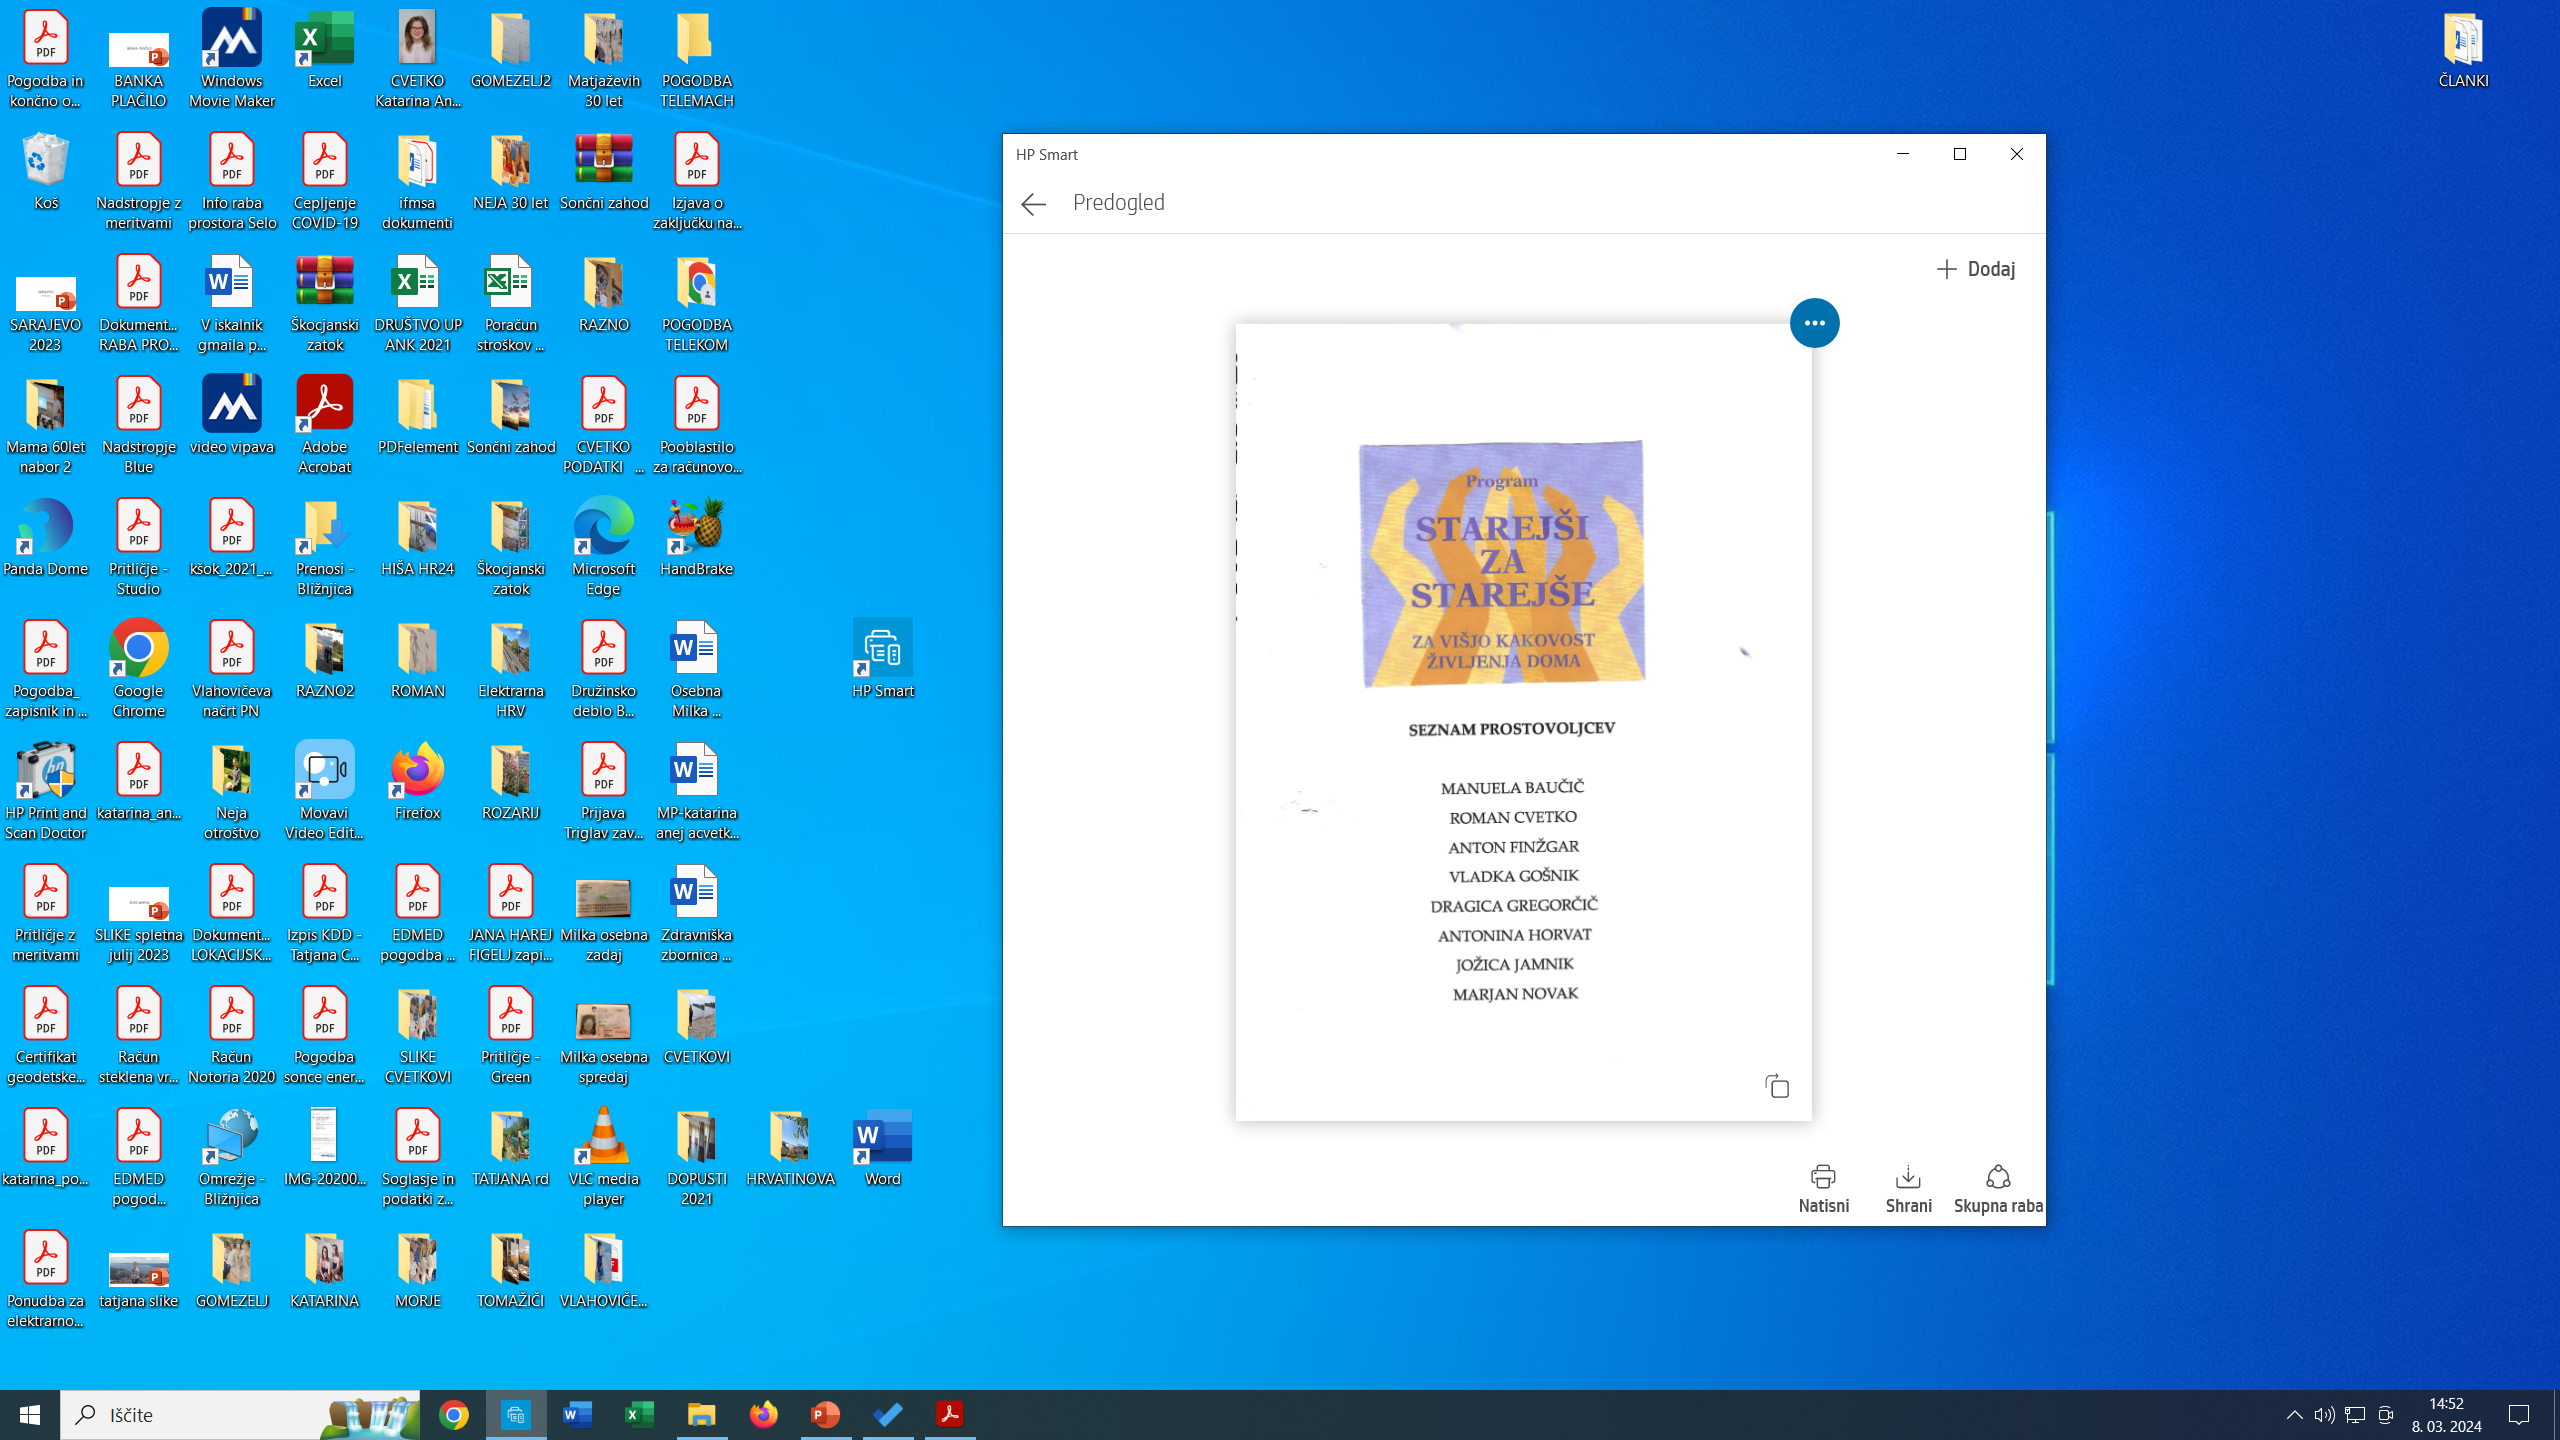 Pogodba in
končno o...
BANKA
PLAČILO
Windows
Movie Maker
Excel
CVETKO
Katarina An...
GOMEZELJ2
Matjaževih
30 let
POGODBA
TELEMACH
ČLANKI
Koš
Nadstropje z
meritvami
Info raba
prostora Selo
Cepljenje
COVID-19
ifmsa
dokumenti
NEJA 30 let
Sončni zahod
Izjava o
zaključku na...
SARAJEVO
2023
Dokument...
RABA PRO...
V iskalnik
gmaila p...
Škocjanski
zatok
DRUŠTVO UP
ANK 2021
Poračun
stroškov ...
RAZNO
POGODBA
TELEKOM
Mama 60let
nabor 2
Nadstropje
Blue
video vipava
Adobe
Acrobat
PDFelement
Sončni zahod
CVETKO
PODATKI ...
Pooblastilo
za računovo...
Panda Dome
Pritličje -
Studio
kšok_2021_...
Prenosi -
Bližnjica
HIŠA HR24
Škocjanski
zatok
Microsoft
Edge
HandBrake
Pogodba_
zapisnik in ...
Google
Chrome
Vlahovičeva
načrt PN
RAZNO2
ROMAN
Elektrarna
HRV
Družinsko
deblo B...
Osebna
Milka ...
HP Smart
HP Print and
Scan Doctor
katarina_an...
Neja
otroštvo
Movavi
Video Edit...
Firefox
ROZARIJ
Prijava
Triglav zav...
MP-katarina
anej acvetk...
Pritličje z
meritvami
SLIKE spletna
julij 2023
Dokument...
LOKACIJSK...
Izpis KDD -
Tatjana C...
EDMED
pogodba ...
JANA HAREJ
FIGELJ zapi...
Milka osebna
zadaj
Zdravniška
zbornica ...
Certifikat
geodetske...
Račun
steklena vr...
Račun
Notoria 2020
Pogodba
sonce ener...
SLIKE
CVETKOVI
Pritličje -
Green
Milka osebna
spredaj
CVETKOVI
katarina_po...
EDMED
pogod...
Omrežje -
Bližnjica
IMG-20200...
Soglasje in
podatki z...
TATJANA rd
VLC media
player
DOPUSTI
2021
HRVATINOVA
Word
Ponudba za
elektrarno...
tatjana slike
GOMEZELJ
KATARINA
MORJE
TOMAŽIČI
VLAHOVIČE...
HP Smart
Predogled
Dodaj
Program
STAREJŠI
ZA
STAREJŠE
ZA VIŠJO KAKOVOST
ŽIVLJENJA DOMA
SEZNAM PROSTOVOLJCEV
MANUELA BAUČIČ
ROMAN CVETKO
ANTON FINŽGAR
VLADKA GOŠNIK
DRAGICA GREGORČIČ
ANTONINA HORVAT
JOŽICA JAMNIK
MARJAN NOVAK
Natisni
Shrani
Skupna raba
Iščite
14:52
8. 03. 2024